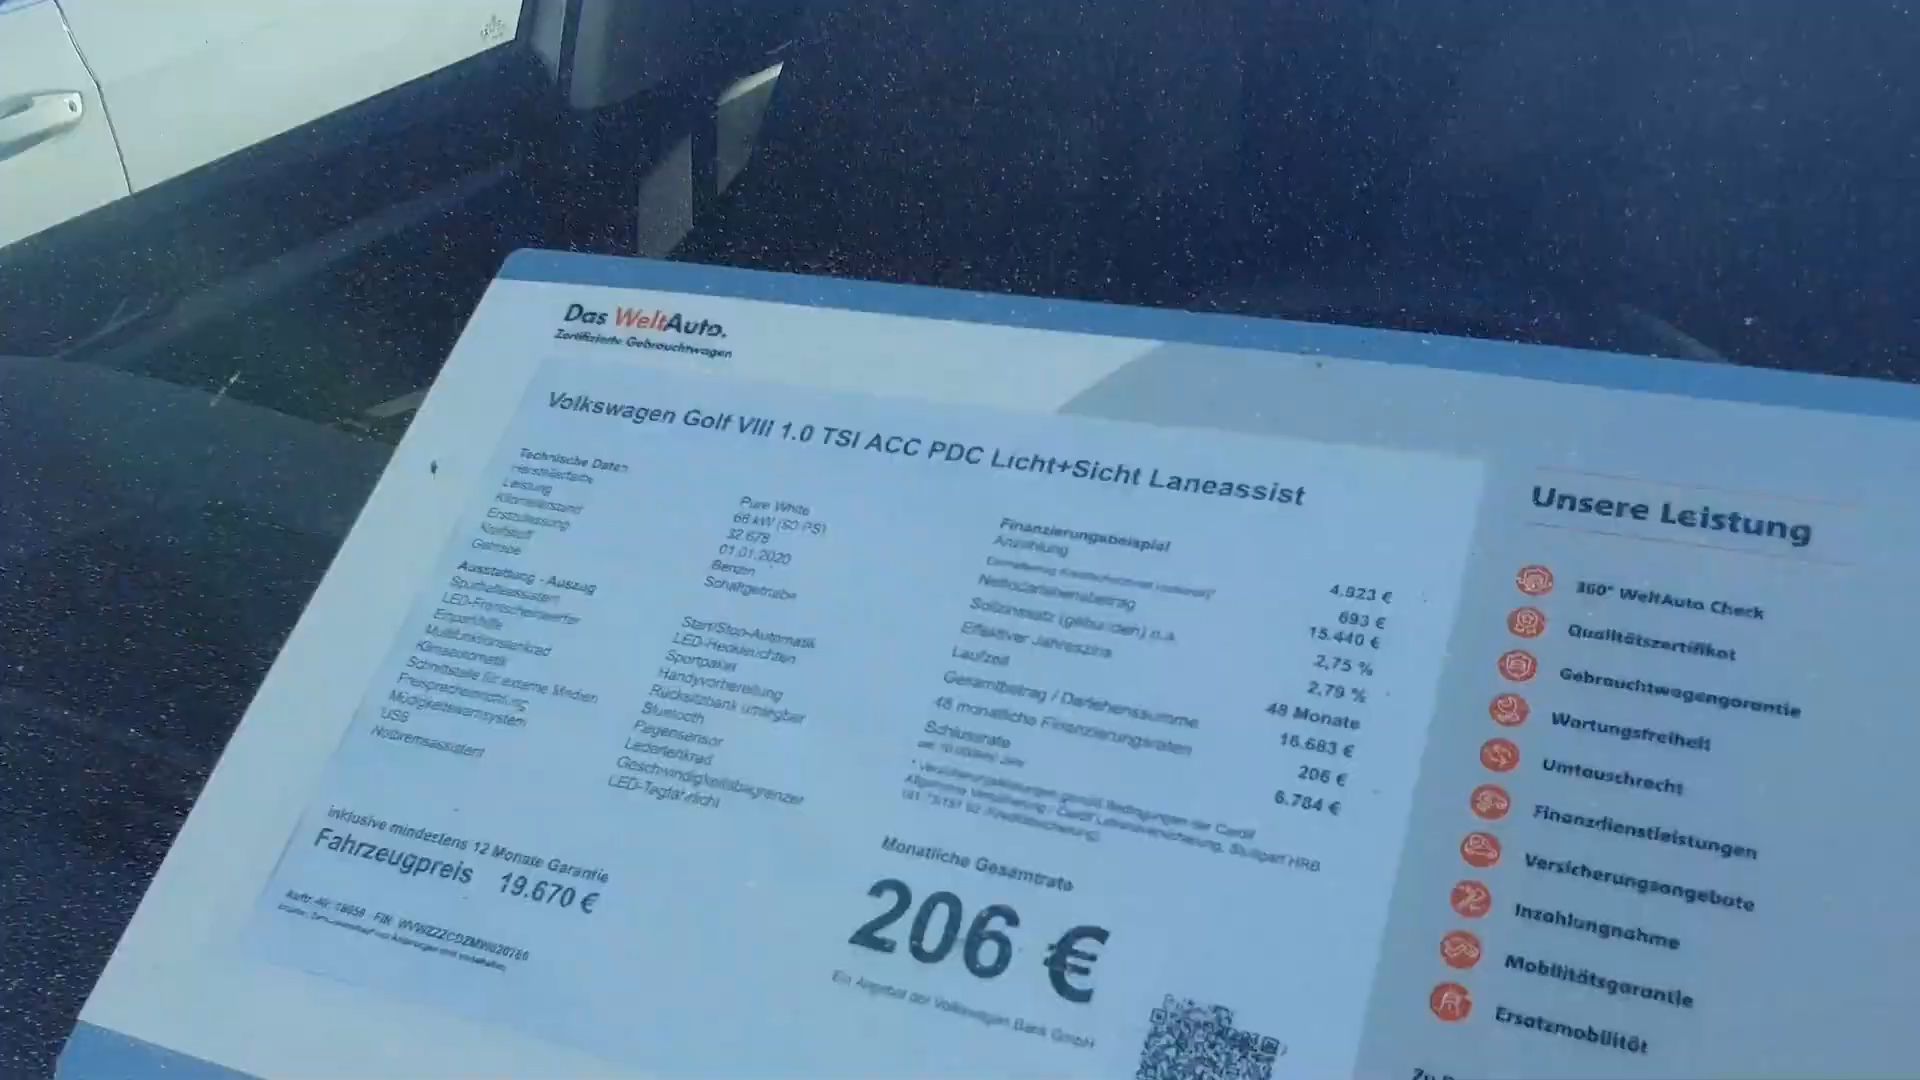 Das WeltAuto.
Zertifizierte Gebrauchtwagen
Volkswagen Golf VIII 1.0 TSI ACC PDC Licht+Sicht Laneassist
Technische Daten
Herstellerfarbe Pure White
Leistung 66 kW (90 PS)
Kilometerstand 32.678
Erstzulassung 01.01.2020
Kraftstoff Benzin
Getriebe Schaltgetriebe
Ausstattung - Auszug
Spurhalteassistent Start/Stop-Automatik
LED-Frontscheinwerfer LED-Heckleuchten
Einparkhilfe Sportpaket
Multifunktionslenkrad Handyvorbereitung
Klimaautomatik Rücksitzbank umlegbar
Schnittstelle für externe Medien Bluetooth
Freisprecheinrichtung Regensensor
Müdigkeitswarnsystem Lederlenkrad
USB Geschwindigkeitsbegrenzer
Notbremsassistent LED-Tagfahrlicht
inklusive mindestens 12 Monate Garantie
Fahrzeugpreis 19.670 €
Finanzierungsbeispiel
Anzahlung 4.923 €
693 €
Nettodarlehensbetrag 15.440 €
Sollzinssatz (gebunden) p.a. 2,75 %
Effektiver Jahreszins 2,79 %
Laufzeit 48 Monate
Gesamtbetrag / Darlehenssumme 16.683 €
48 monatliche Finanzierungsraten 206 €
Schlussrate 6.784 €
Monatliche Gesamtrate
206 €
Ein Angebot der Volkswagen Bank GmbH
Unsere Leistung
360° WeltAuto Check
Qualitätszertifikat
Gebrauchtwagengarantie
Wartungsfreiheit
Umtauschrecht
Finanzdienstleistungen
Versicherungsangebote
Inzahlungnahme
Mobilitätsgarantie
Ersatzmobilität